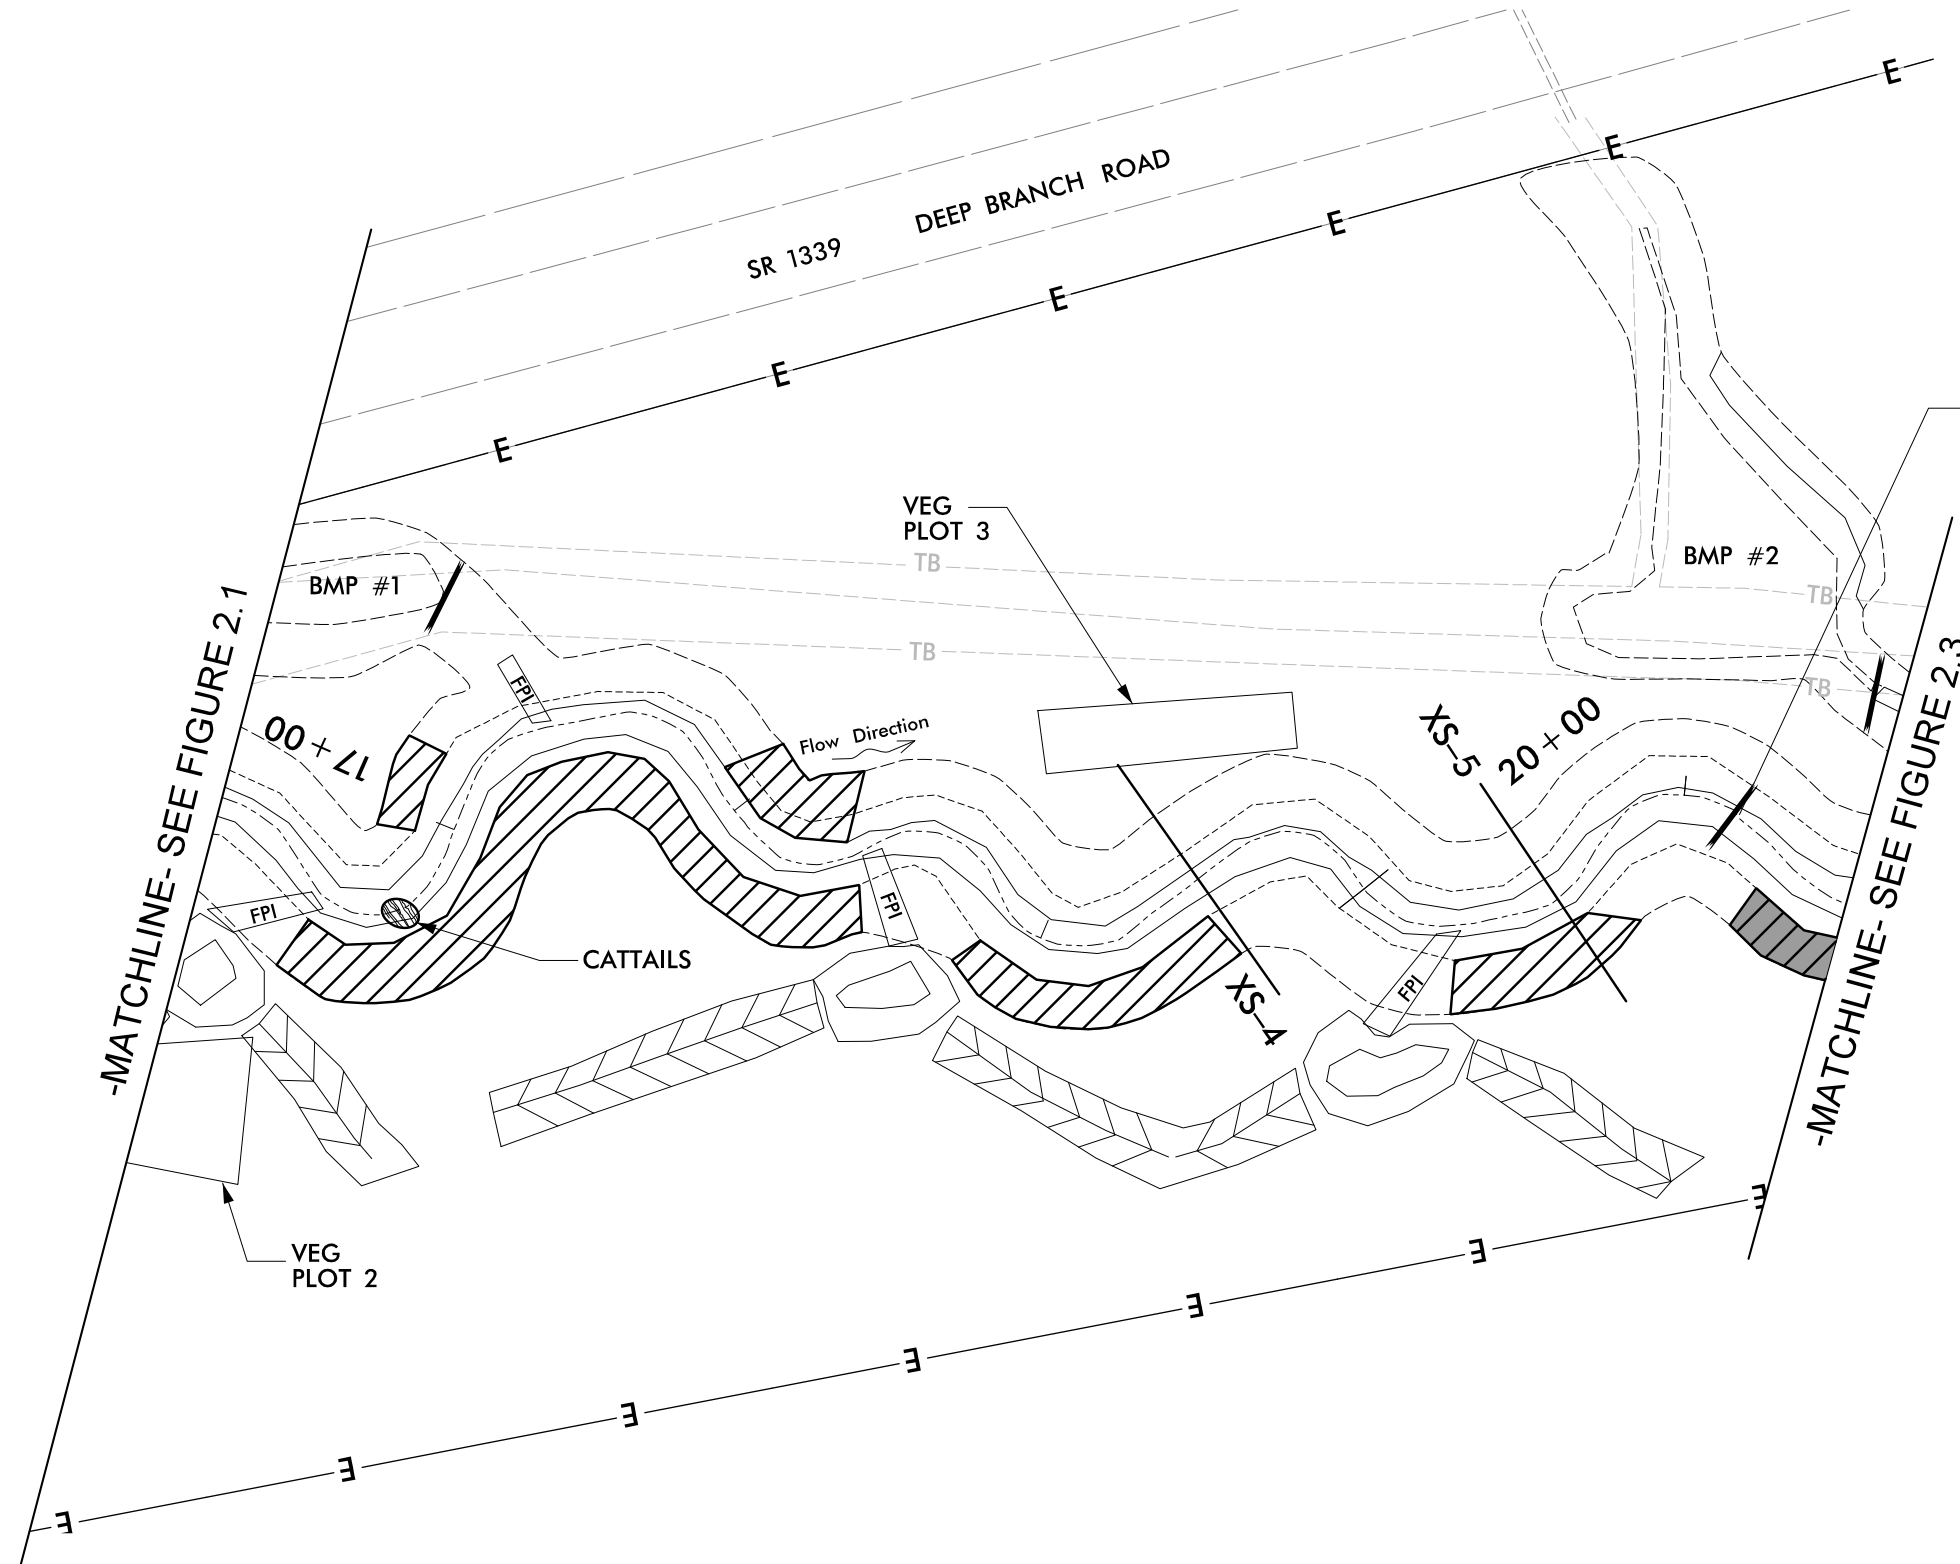 E
E
DEEP BRANCH ROAD
SR 1339
E
E
E
E
VEG
PLOT 3
TB
BMP #2
BMP #1
TB
TB
TB
-MATCHLINE- SEE FIGURE 2.1
FPI
17+00
Flow Direction
XS-5
20+00
-MATCHLINE- SEE FIGURE 2.3
FPI
FPI
CATTAILS
FPI
XS-4
VEG
PLOT 2
E
E
E
E
E
E
E